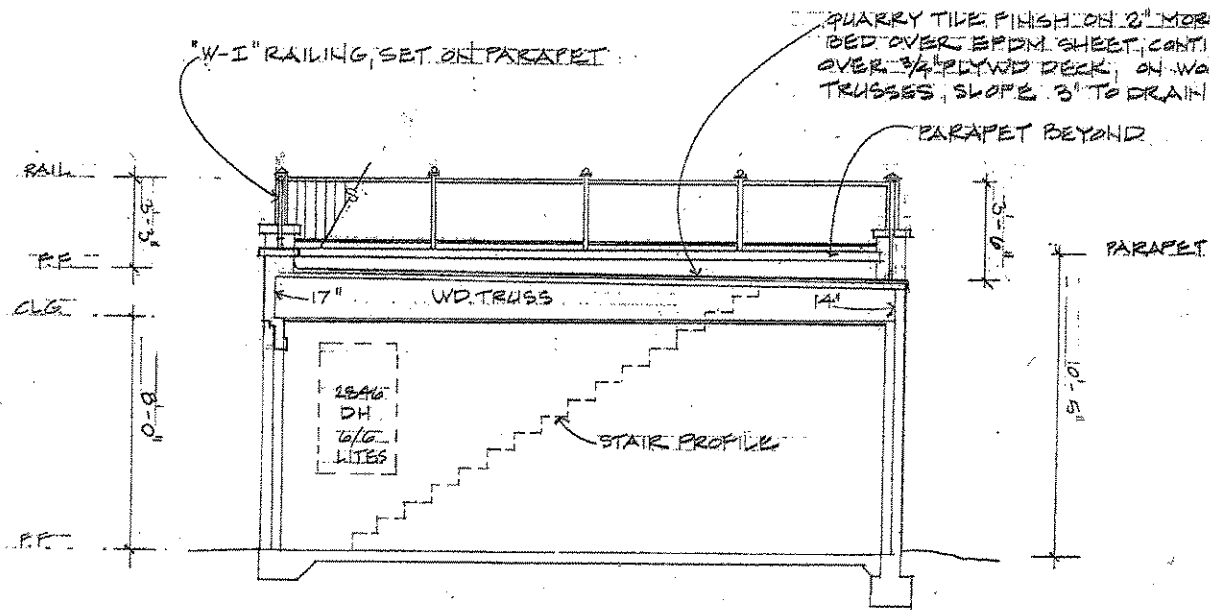 QUARRY TILE FINISH ON 2" MOR
BED OVER EPDM SHEET, CONTI
OVER 3/4" PLYWD DECK, ON WO
TRUSSES, SLOPE 3" TO DRAIN
"W-I" RAILING, SET ON PARAPET
PARAPET BEYOND
RAIL
3'-3"
3'-6"
F.F.
PARAPET
CLG.
17"
WD. TRUSS
14"
8'-0"
10'-5"
2846
DH
6/6
LITES
STAIR PROFILE
F.F.